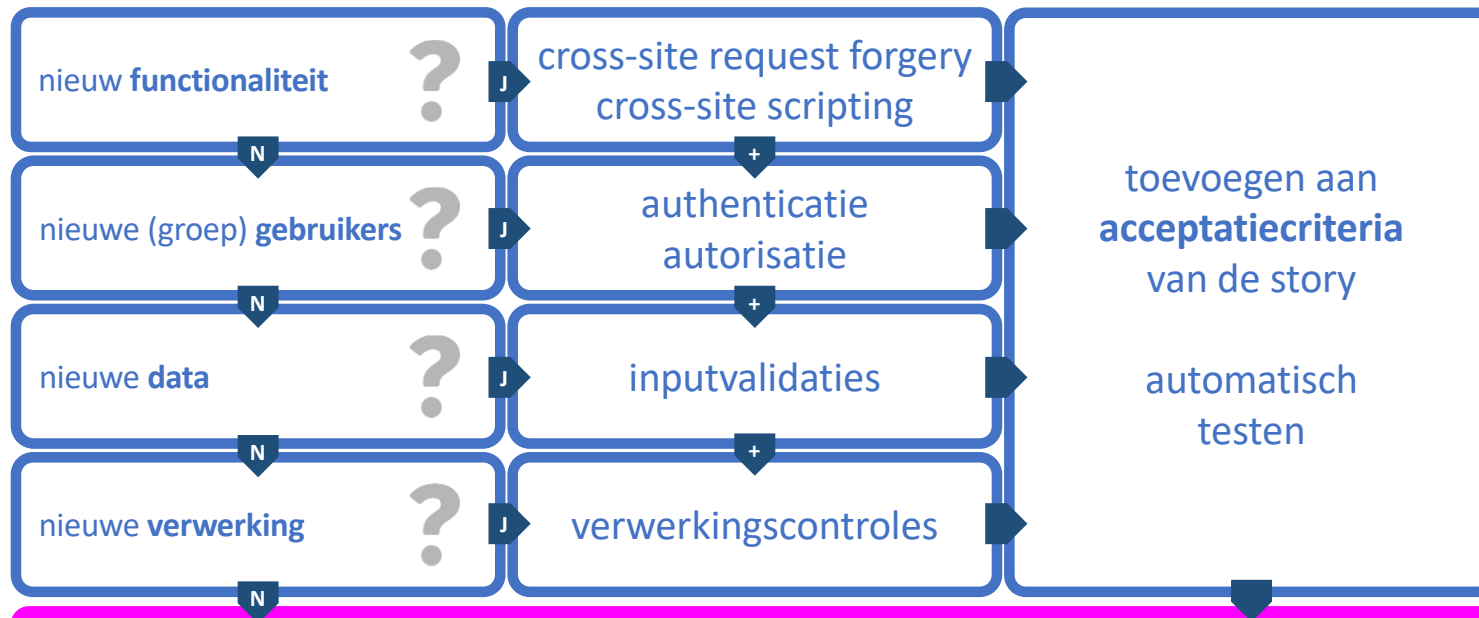 nieuw functionaliteit
?
J
cross-site request forgery
cross-site scripting
N
+
nieuwe (groep) gebruikers
?
J
authenticatie
autorisatie
N
+
nieuwe data
?
J
inputvalidaties
N
+
nieuwe verwerking
?
J
verwerkingscontroles
N
toevoegen aan
acceptatiecriteria
van de story
automatisch
testen